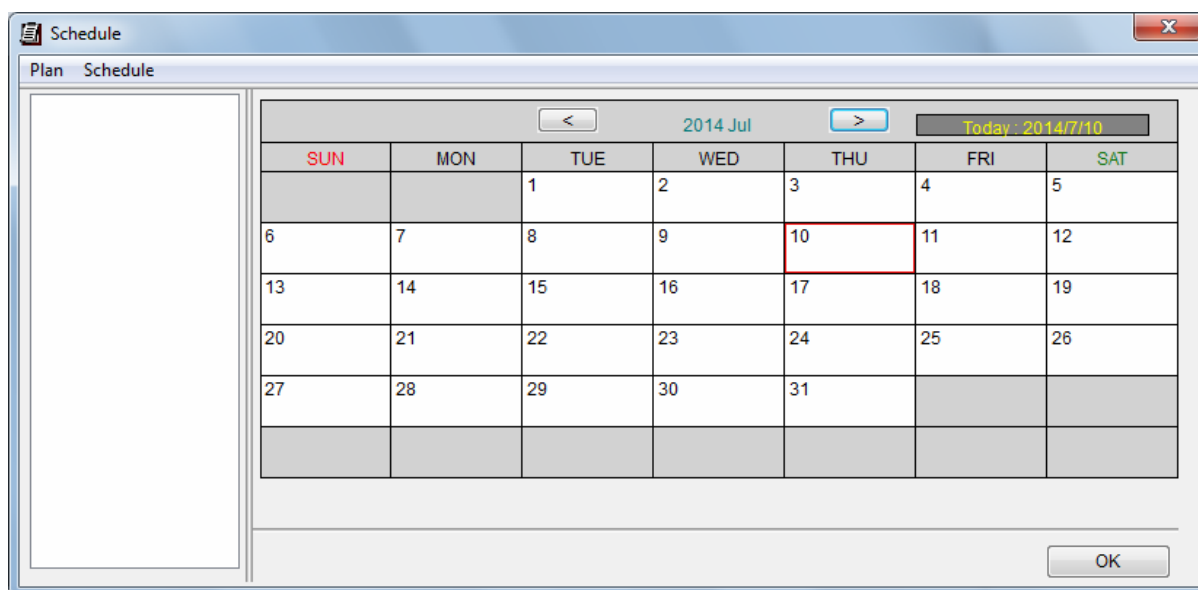 Schedule
Plan Schedule
< 2014 Jul > Today : 2014/7/10
SUN MON TUE WED THU FRI SAT
1 2 3 4 5
6 7 8 9 10 11 12
13 14 15 16 17 18 19
20 21 22 23 24 25 26
27 28 29 30 31
OK